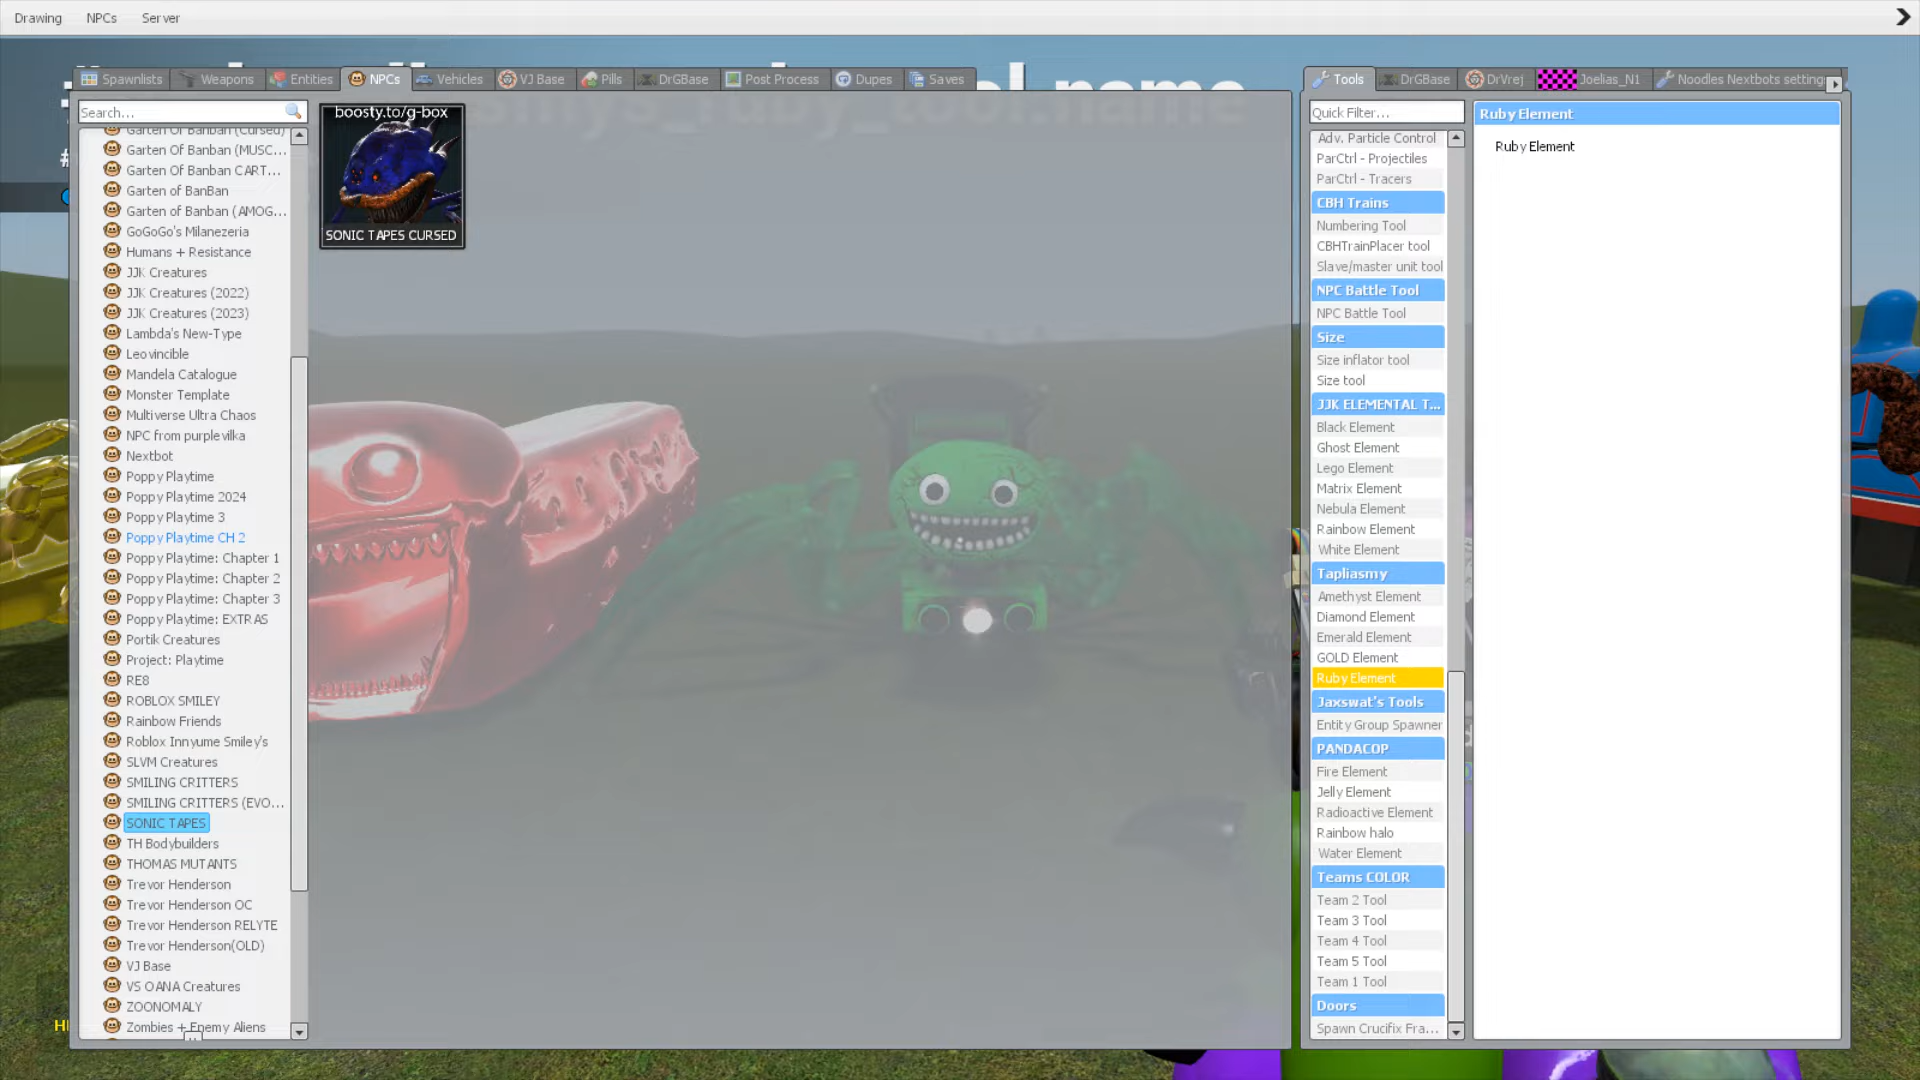 Drawing
NPCs
Server
Spawnlists
Weapons
Entities
NPCs
Vehicles
VJ Base
Pills
DrGBase
Post Process
Dupes
Saves
Search...
Garten Of Banban (Cursed)
Garten Of Banban (MUSC...
Garten Of Banban CART...
Garten of BanBan
Garten of Banban (AMOG...
GoGoGo's Milanezeria
Humans + Resistance
JJK Creatures
JJK Creatures (2022)
JJK Creatures (2023)
Lambda's New-Type
Leovincible
Mandela Catalogue
Monster Template
Multiverse Ultra Chaos
NPC from purplevilka
Nextbot
Poppy Playtime
Poppy Playtime 2024
Poppy Playtime 3
Poppy Playtime CH 2
Poppy Playtime: Chapter 1
Poppy Playtime: Chapter 2
Poppy Playtime: Chapter 3
Poppy Playtime: EXTRAS
Portik Creatures
Project: Playtime
RE8
ROBLOX SMILEY
Rainbow Friends
Roblox Innyume Smiley's
SLVM Creatures
SMILING CRITTERS
SMILING CRITTERS (EVO...
SONIC TAPES
TH Bodybuilders
THOMAS MUTANTS
Trevor Henderson
Trevor Henderson OC
Trevor Henderson RELYTE
Trevor Henderson(OLD)
VJ Base
VS OANA Creatures
ZOONOMALY
Zombies + Enemy Aliens
boosty.to/g-box
SONIC TAPES CURSED
Tools
DrGBase
DrVrej
Joelias_N1
Noodles Nextbots setting
Quick Filter...
Adv. Particle Control
ParCtrl - Projectiles
ParCtrl - Tracers
CBH Trains
Numbering Tool
CBHTrainPlacer tool
Slave/master unit tool
NPC Battle Tool
NPC Battle Tool
Size
Size inflator tool
Size tool
JJK ELEMENTAL T...
Black Element
Ghost Element
Lego Element
Matrix Element
Nebula Element
Rainbow Element
White Element
Tapliasmy
Amethyst Element
Diamond Element
Emerald Element
GOLD Element
Ruby Element
Jaxswat's Tools
Entity Group Spawner
PANDACOP
Fire Element
Jelly Element
Radioactive Element
Rainbow halo
Water Element
Teams COLOR
Team 2 Tool
Team 3 Tool
Team 4 Tool
Team 5 Tool
Team 1 Tool
Doors
Spawn Crucifix Fra...
Ruby Element
Ruby Element